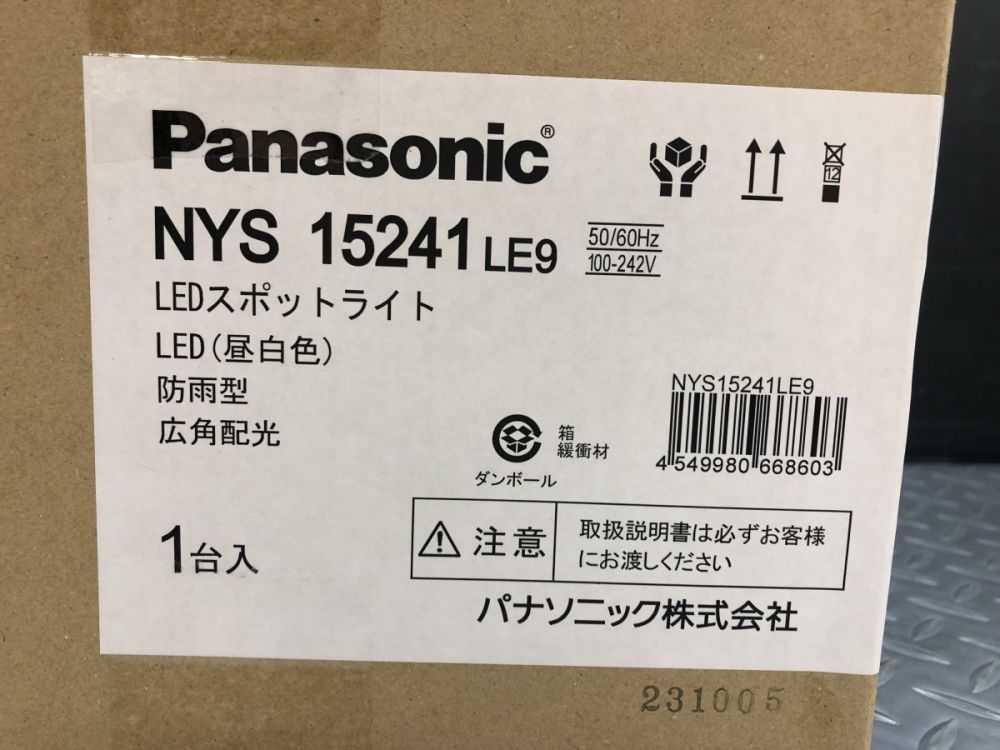 Panasonic®
NYS 15241 LE9
50/60Hz
100-242V
12
LEDスポットライト
LED(昼白色)
防雨型
広角配光
NYS15241LE9
4 549980 668603
箱
緩衝材
ダンボール
1台入
注意
取扱説明書は必ずお客様
にお渡しください
パナソニック株式会社
231005